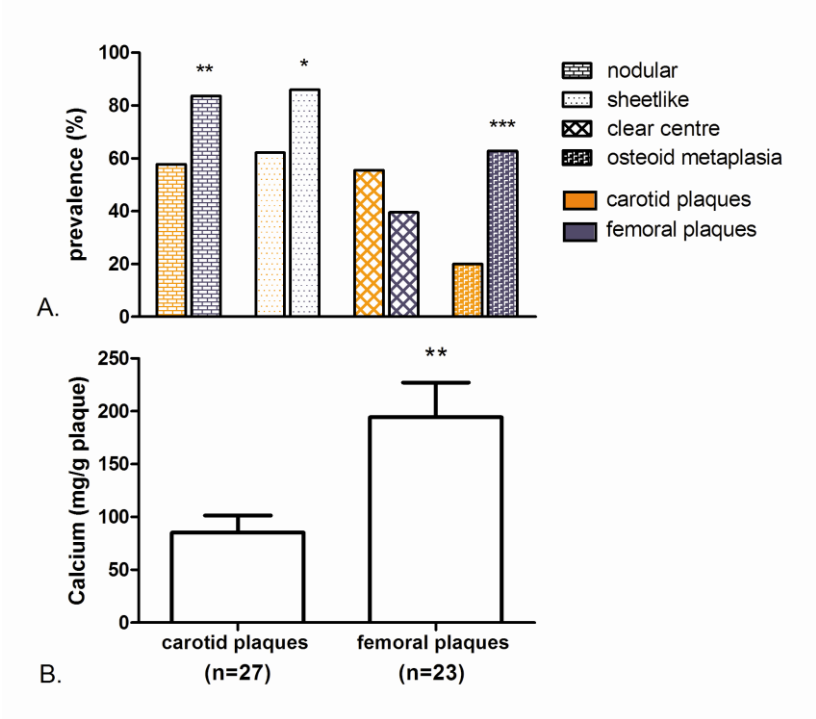 100
80
60
40
20
0
prevalence (%)
**
*
***
nodular
sheetlike
clear centre
osteoid metaplasia
carotid plaques
femoral plaques
A.
250
200
150
100
50
0
Calcium (mg/g plaque)
**
carotid plaques femoral plaques
(n=27) (n=23)
B.